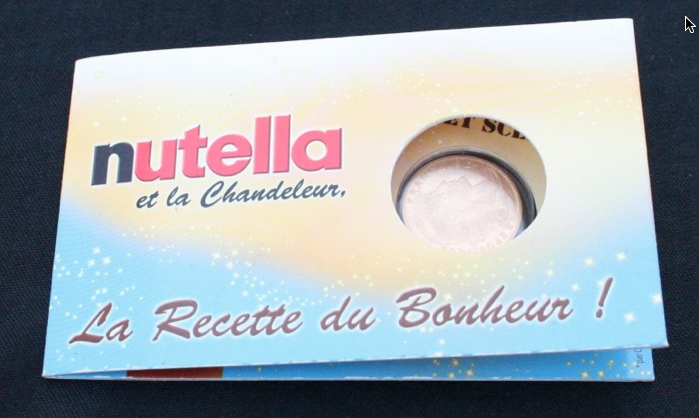 nutella
et la Chandeleur,
La Recette du Bonheur !